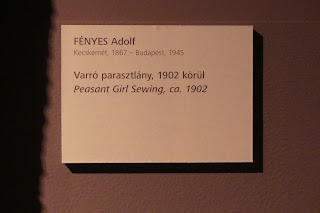 FÉNYES Adolf
Kecskemét, 1867 – Budapest, 1945
Varró parasztlány, 1902 körül
Peasant Girl Sewing, ca. 1902